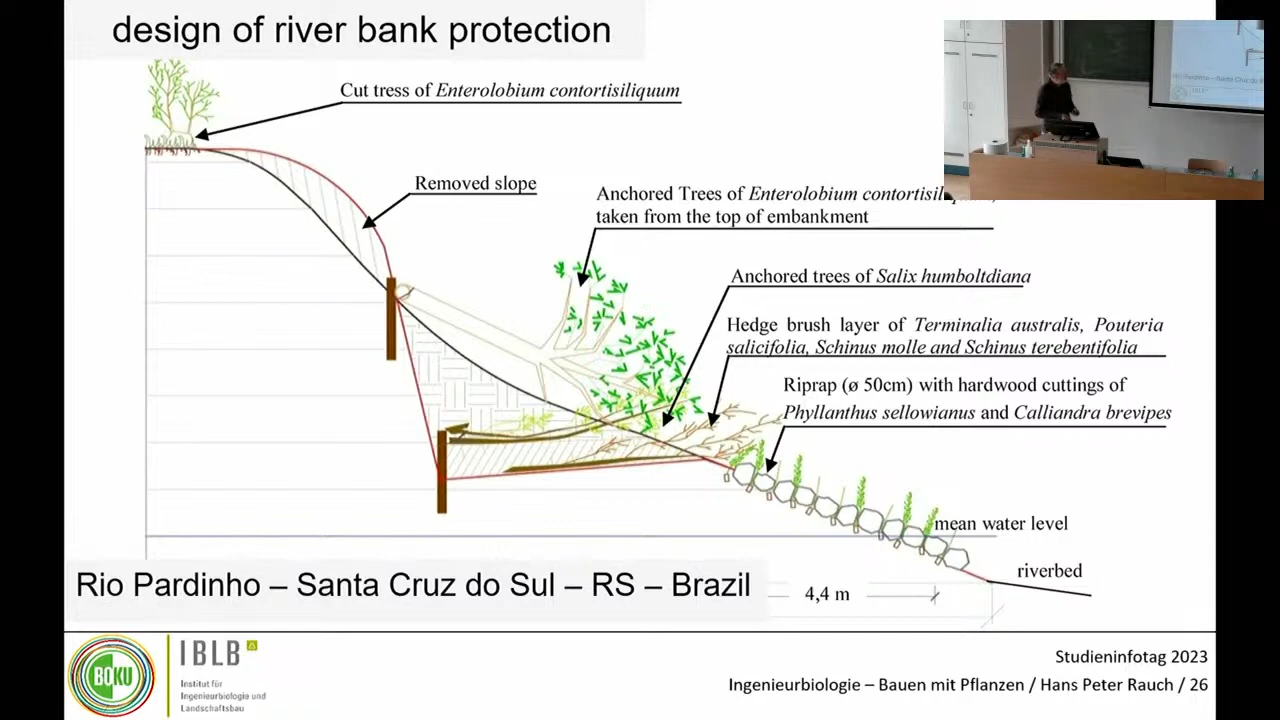 design of river bank protection
Cut tress of Enterolobium contortisiliquum
Removed slope
Anchored Trees of Enterolobium
taken from the top of embankment
Anchored trees of Salix humboldtiana
Hedge brush layer of Terminalia australis, Pouteria
salicifolia, Schinus molle and Schinus terebentifolia
Riprap (ø 50cm) with hardwood cuttings of
Phyllanthus sellowianus and Calliandra brevipes
mean water level
riverbed
4,4 m
Rio Pardinho – Santa Cruz do Sul – RS – Brazil
BOKU
IBLB
Institut für
Ingenieurbiologie und
Landschaftsbau
Studieninfotag 2023
Ingenieurbiologie – Bauen mit Pflanzen / Hans Peter Rauch / 26